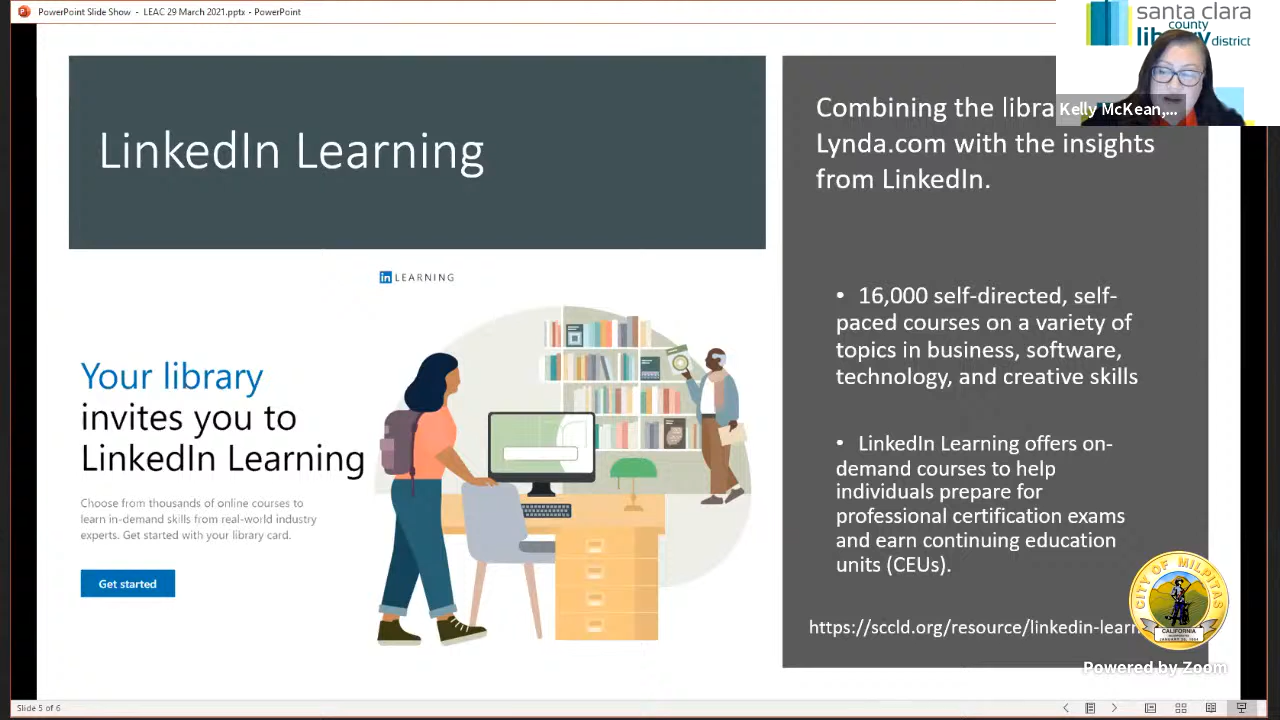 PowerPoint Slide Show - LEAC 29 March 2021.pptx - PowerPoint
santa clara
county
library
district
Kelly McKean,...
LinkedIn Learning
Combining the libra
Lynda.com with the insights
from LinkedIn.
in LEARNING
Your library
invites you to
LinkedIn Learning
Choose from thousands of online courses to
learn in-demand skills from real-world industry
experts. Get started with your library card.
Get started
• 16,000 self-directed, self-
paced courses on a variety of
topics in business, software,
technology, and creative skills
• LinkedIn Learning offers on-
demand courses to help
individuals prepare for
professional certification exams
and earn continuing education
units (CEUs).
https://sccld.org/resource/linkedin-learn
CITY OF MILPITAS
CALIFORNIA
Powered by Zoom
Slide 5 of 6